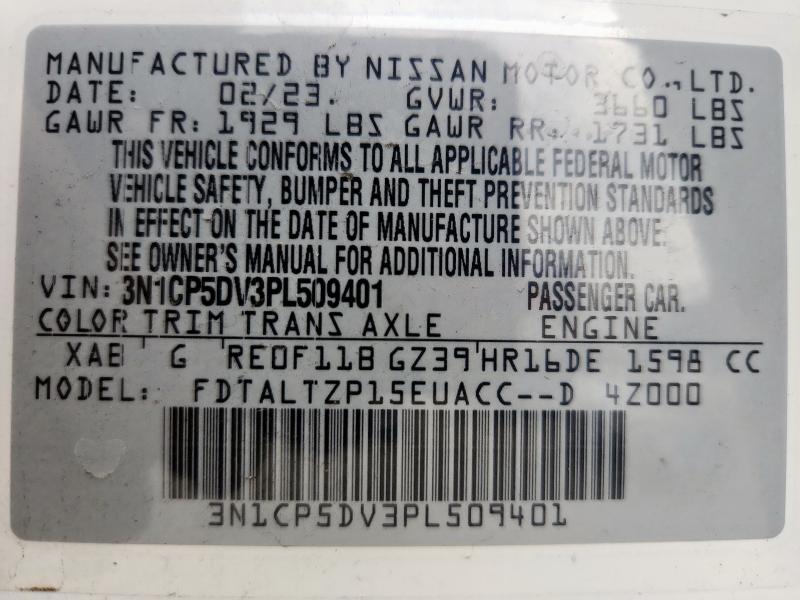 MANUFACTURED BY NISSAN MOTOR CO., LTD.
DATE: 02/23. GVWR: 3660 LBS
GAWR FR: 1929 LBS GAWR RR: 1731 LBS
THIS VEHICLE CONFORMS TO ALL APPLICABLE FEDERAL MOTOR
VEHICLE SAFETY, BUMPER AND THEFT PREVENTION STANDARDS
IN EFFECT ON THE DATE OF MANUFACTURE SHOWN ABOVE.
SEE OWNER'S MANUAL FOR ADDITIONAL INFORMATION.
VIN: 3N1CP5DV3PL509401 PASSENGER CAR.
COLOR TRIM TRANS AXLE ENGINE
XAB G RE0F11B GZ39 HR16DE 1598 CC
MODEL: FDTALTZP15EUACC--D 4Z000
3N1CP5DV3PL509401